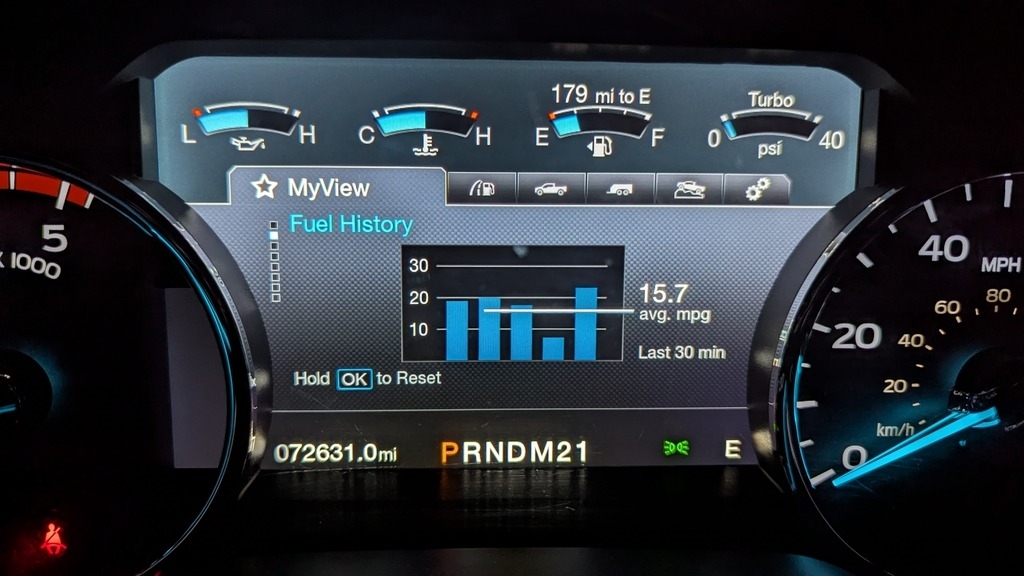 179 mi to E
Turbo
L H
C H
E F
0 40
psi
MyView
Fuel History
30
20
10
15.7
avg. mpg
Last 30 min
Hold OK to Reset
072631.0mi
PRNDM21
E
5
x 1000
40
MPH
20
0
80
60
40
20
km/h